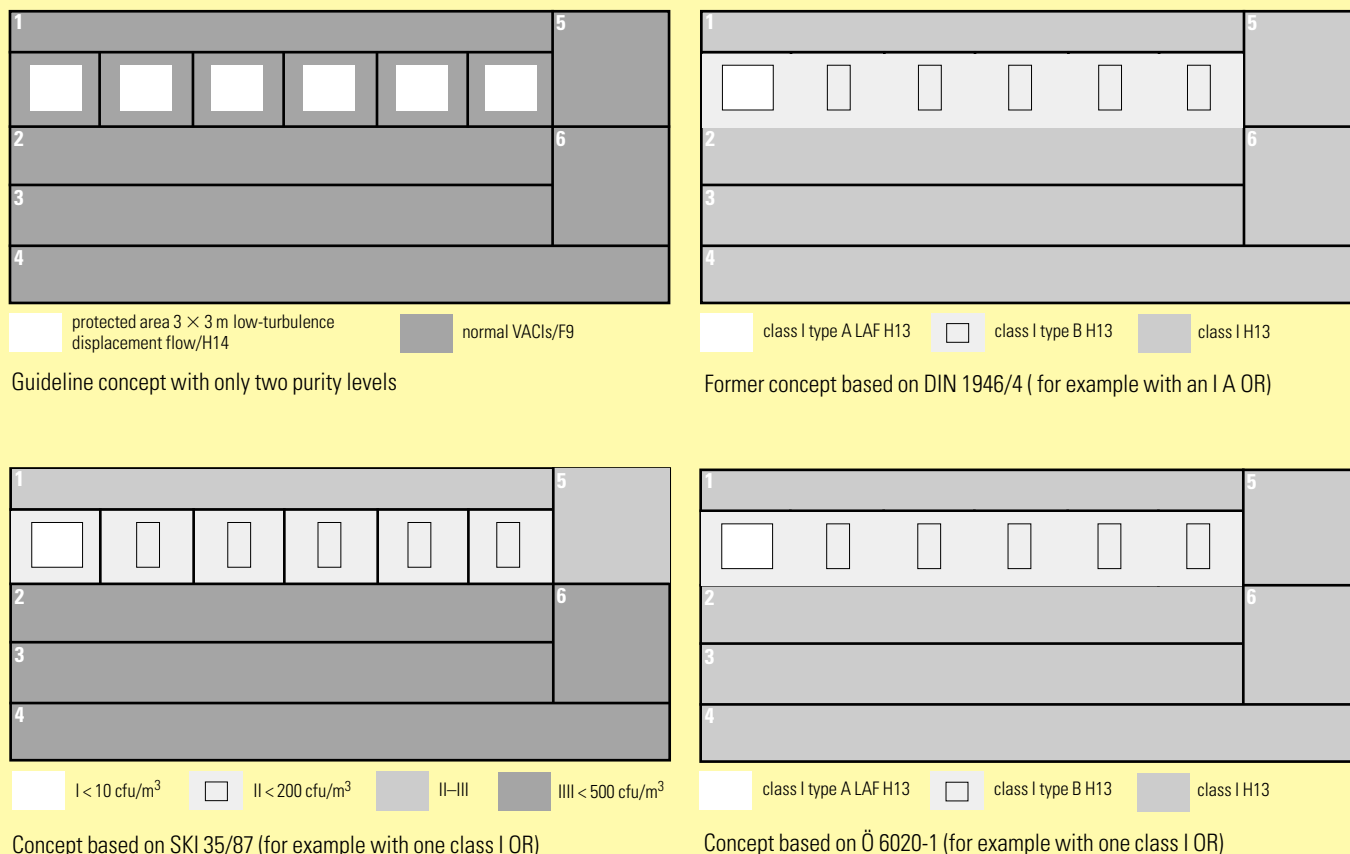 1
5
2
6
3
4
protected area 3 × 3 m low-turbulence
displacement flow/H14
normal VACIs/F9
Guideline concept with only two purity levels
1
5
2
6
3
4
class I type A LAF H13
class I type B H13
class I H13
Former concept based on DIN 1946/4 ( for example with an I A OR)
1
5
2
6
3
4
I < 10 cfu/m³
II < 200 cfu/m³
II–III
IIII < 500 cfu/m³
Concept based on SKI 35/87 (for example with one class I OR)
1
5
2
6
3
4
class I type A LAF H13
class I type B H13
class I H13
Concept based on Ö 6020-1 (for example with one class I OR)